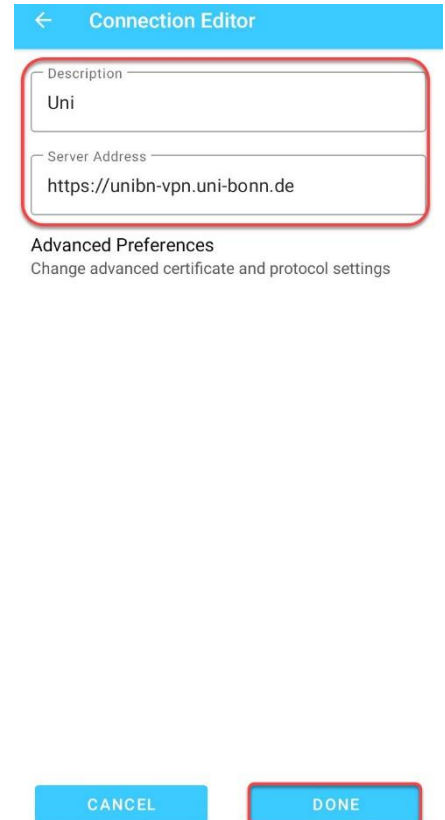 Connection Editor
Description
Uni
Server Address
https://unibn-vpn.uni-bonn.de
Advanced Preferences
Change advanced certificate and protocol settings
CANCEL
DONE